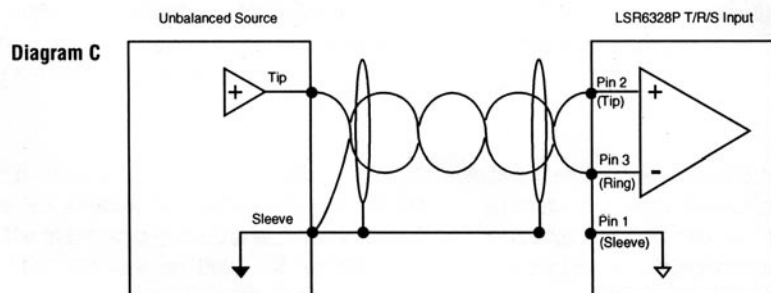 Unbalanced Source
LSR6328P T/R/S Input
Diagram C
Tip
+
Pin 2
(Tip)
+
Pin 3
(Ring)
-
Sleeve
Pin 1
(Sleeve)